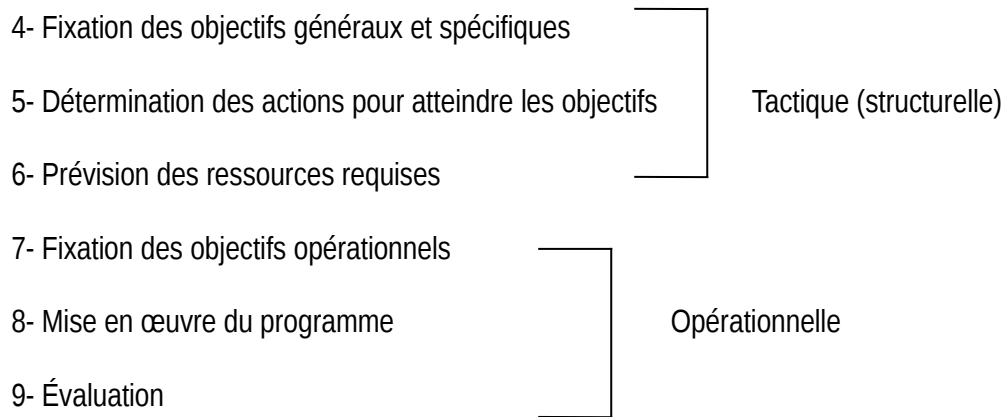 4- Fixation des objectifs généraux et spécifiques
5- Détermination des actions pour atteindre les objectifs Tactique (structurelle)
6- Prévision des ressources requises
7- Fixation des objectifs opérationnels
8- Mise en œuvre du programme Opérationnelle
9- Évaluation